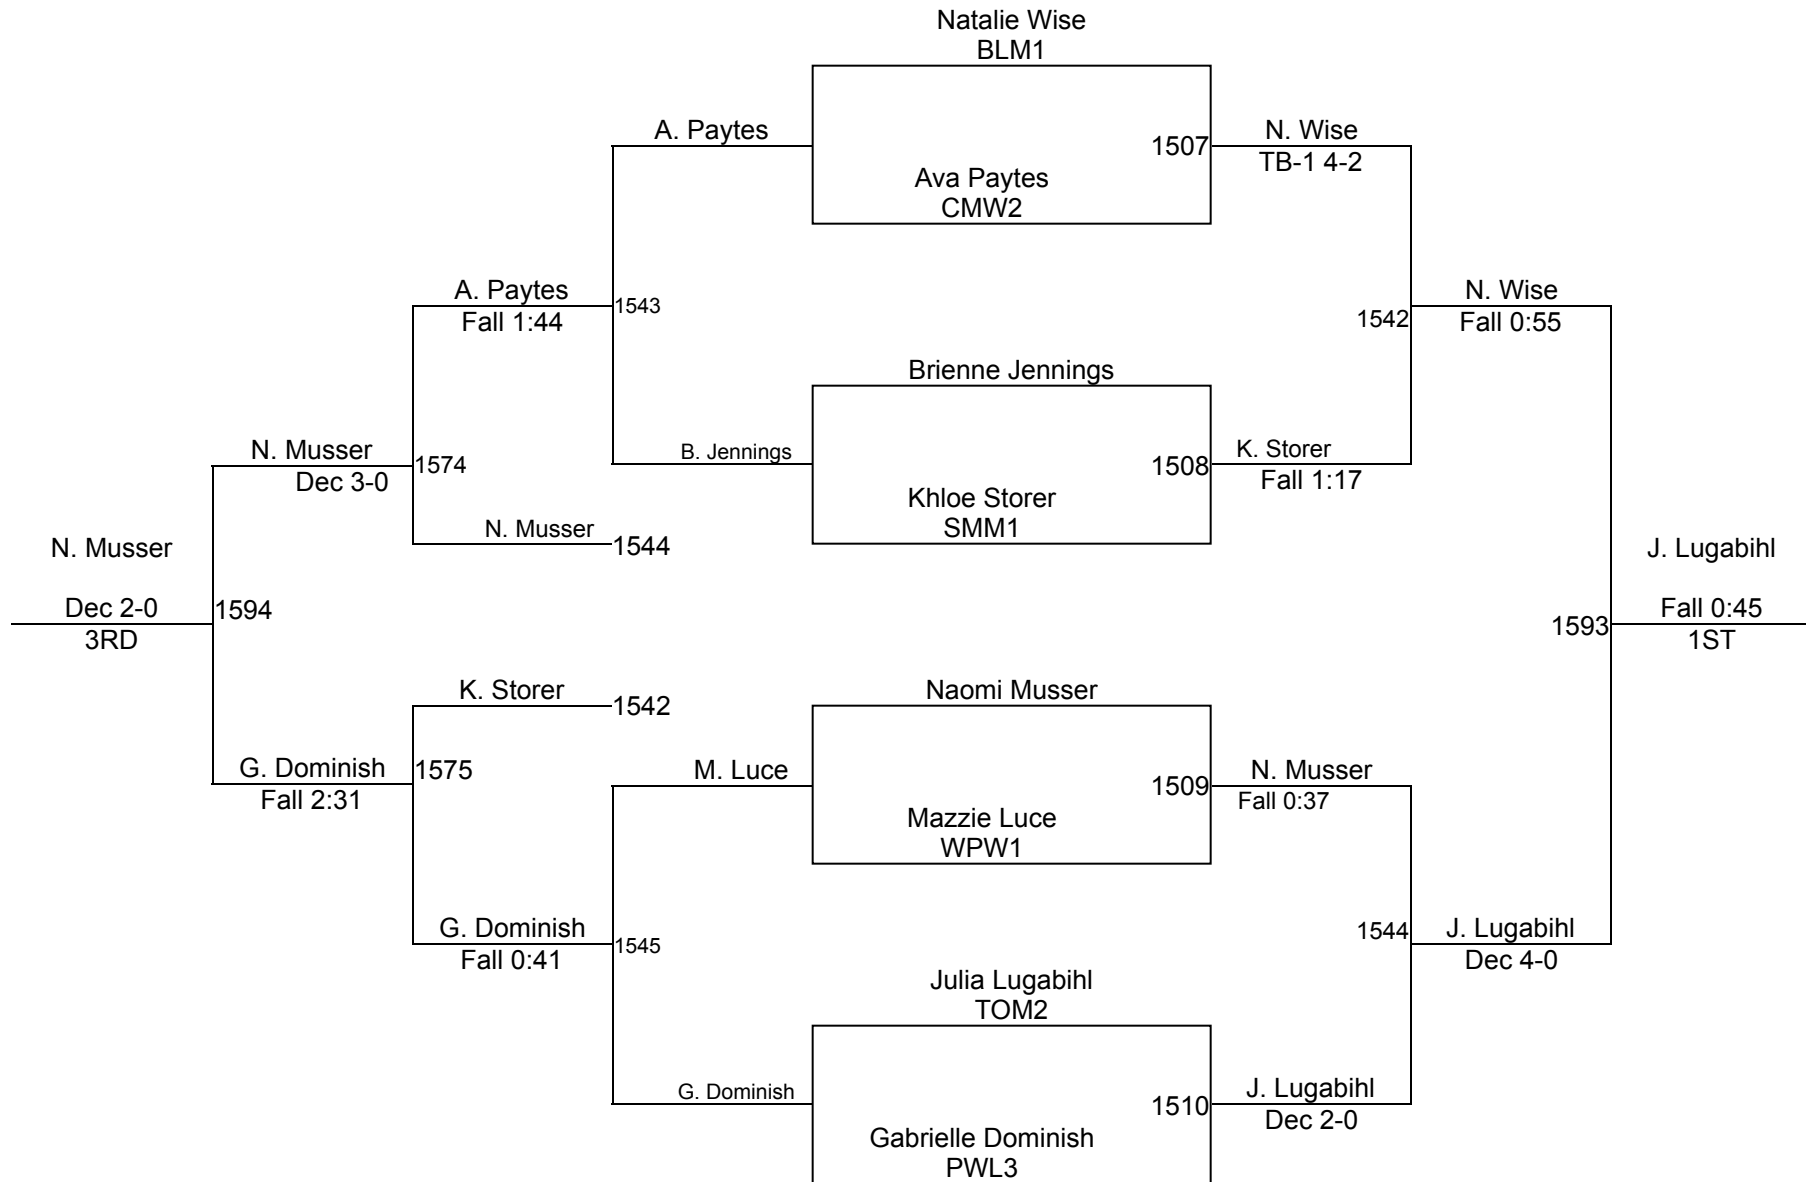 Natalie Wise
BLM1
A. Paytes
1507
N. Wise
TB-1 4-2
Ava Paytes
CMW2
A. Paytes
Fall 1:44
1543
1542
N. Wise
Fall 0:55
Brienne Jennings
N. Musser
Dec 3-0
1574
B. Jennings
1508
K. Storer
Fall 1:17
Khloe Storer
SMM1
N. Musser
1544
N. Musser
Dec 2-0
3RD
1594
J. Lugabihl
Fall 0:45
1ST
1593
K. Storer
1542
Naomi Musser
G. Dominish
Fall 2:31
1575
M. Luce
1509
N. Musser
Fall 0:37
Mazzie Luce
WPW1
G. Dominish
Fall 0:41
1545
1544
J. Lugabihl
Dec 4-0
Julia Lugabihl
TOM2
G. Dominish
1510
J. Lugabihl
Dec 2-0
Gabrielle Dominish
PWL3